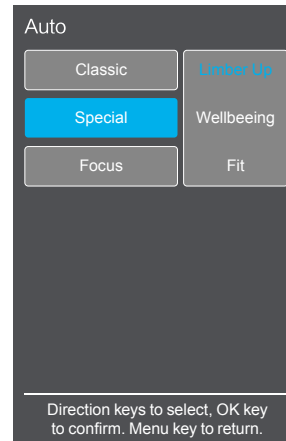 Auto
Classic
Limber Up
Special
Wellbeeing
Focus
Fit
Direction keys to select, OK key
to confirm. Menu key to return.